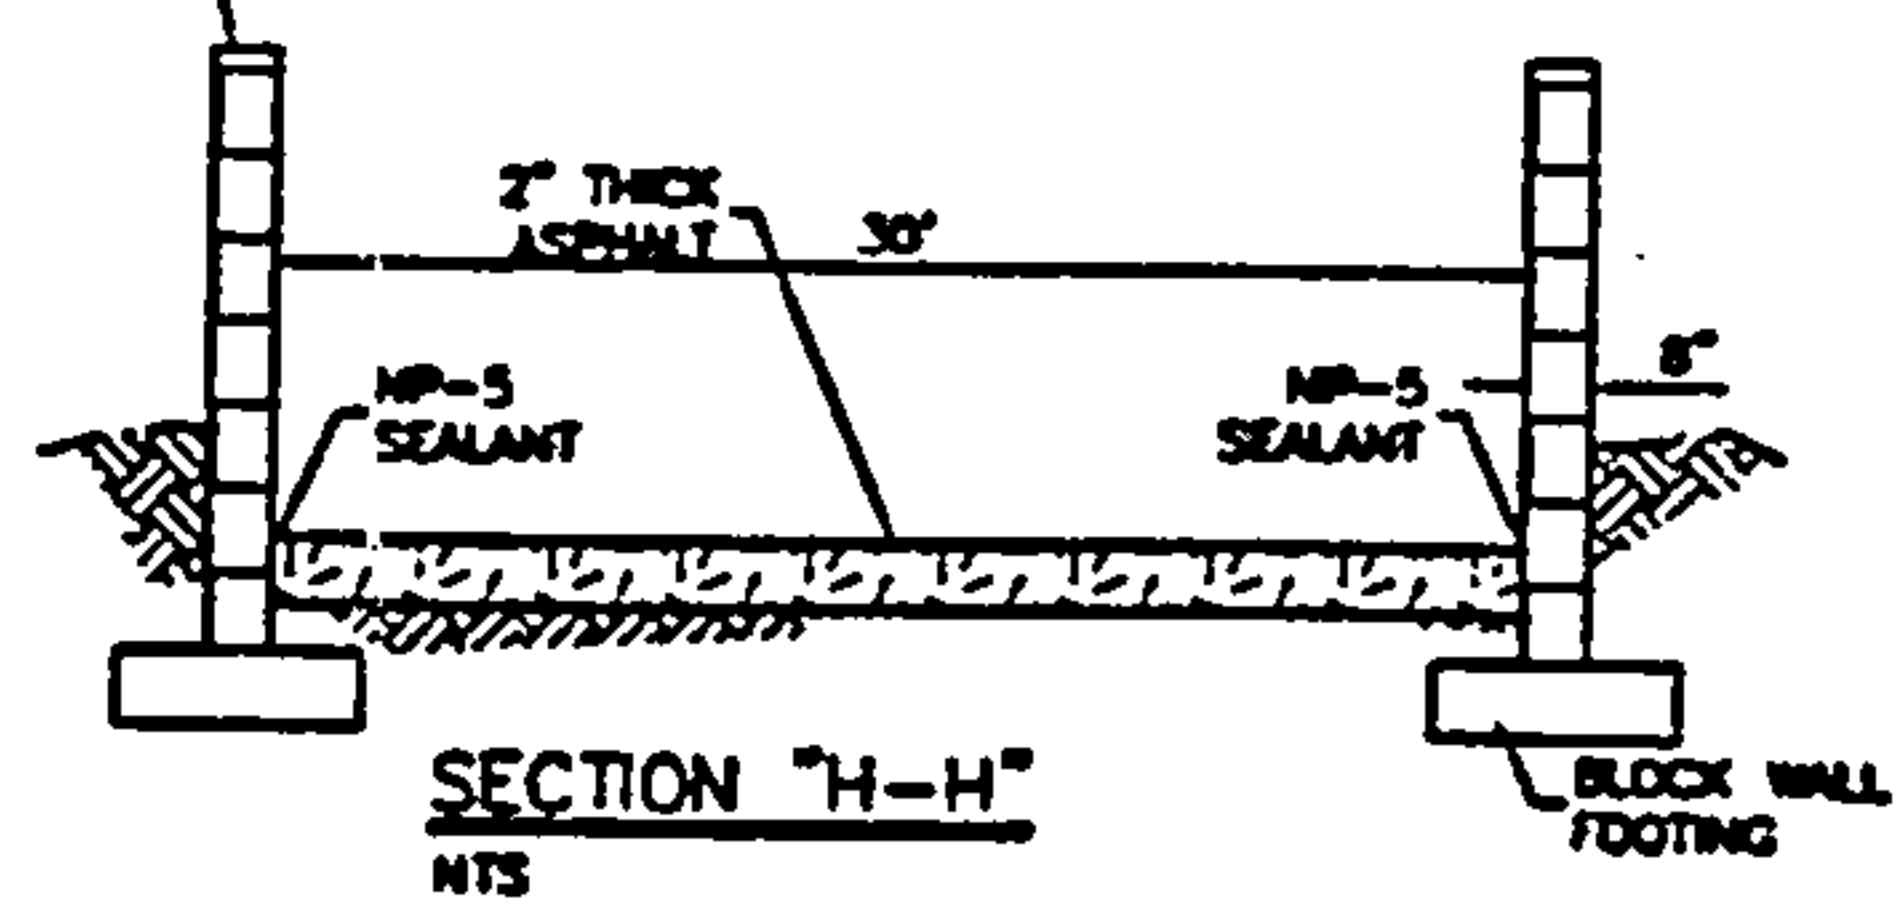 2" THICK
ASPHALT
30'
NP-5
SEALANT
NP-5
SEALANT
8"
SECTION "H-H"
NTS
BLOCK WALL
FOOTING